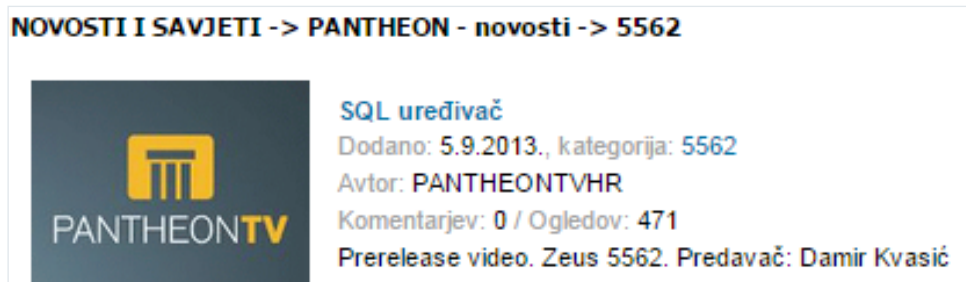 NOVOSTI I SAVJETI -> PANTHEON - novosti -> 5562
PANTHEONTV
SQL uređivač
Dodano: 5.9.2013., kategorija: 5562
Avtor: PANTHEONTVHR
Komentarjev: 0 / Ogledov: 471
Prerelease video. Zeus 5562. Predavač: Damir Kvasić